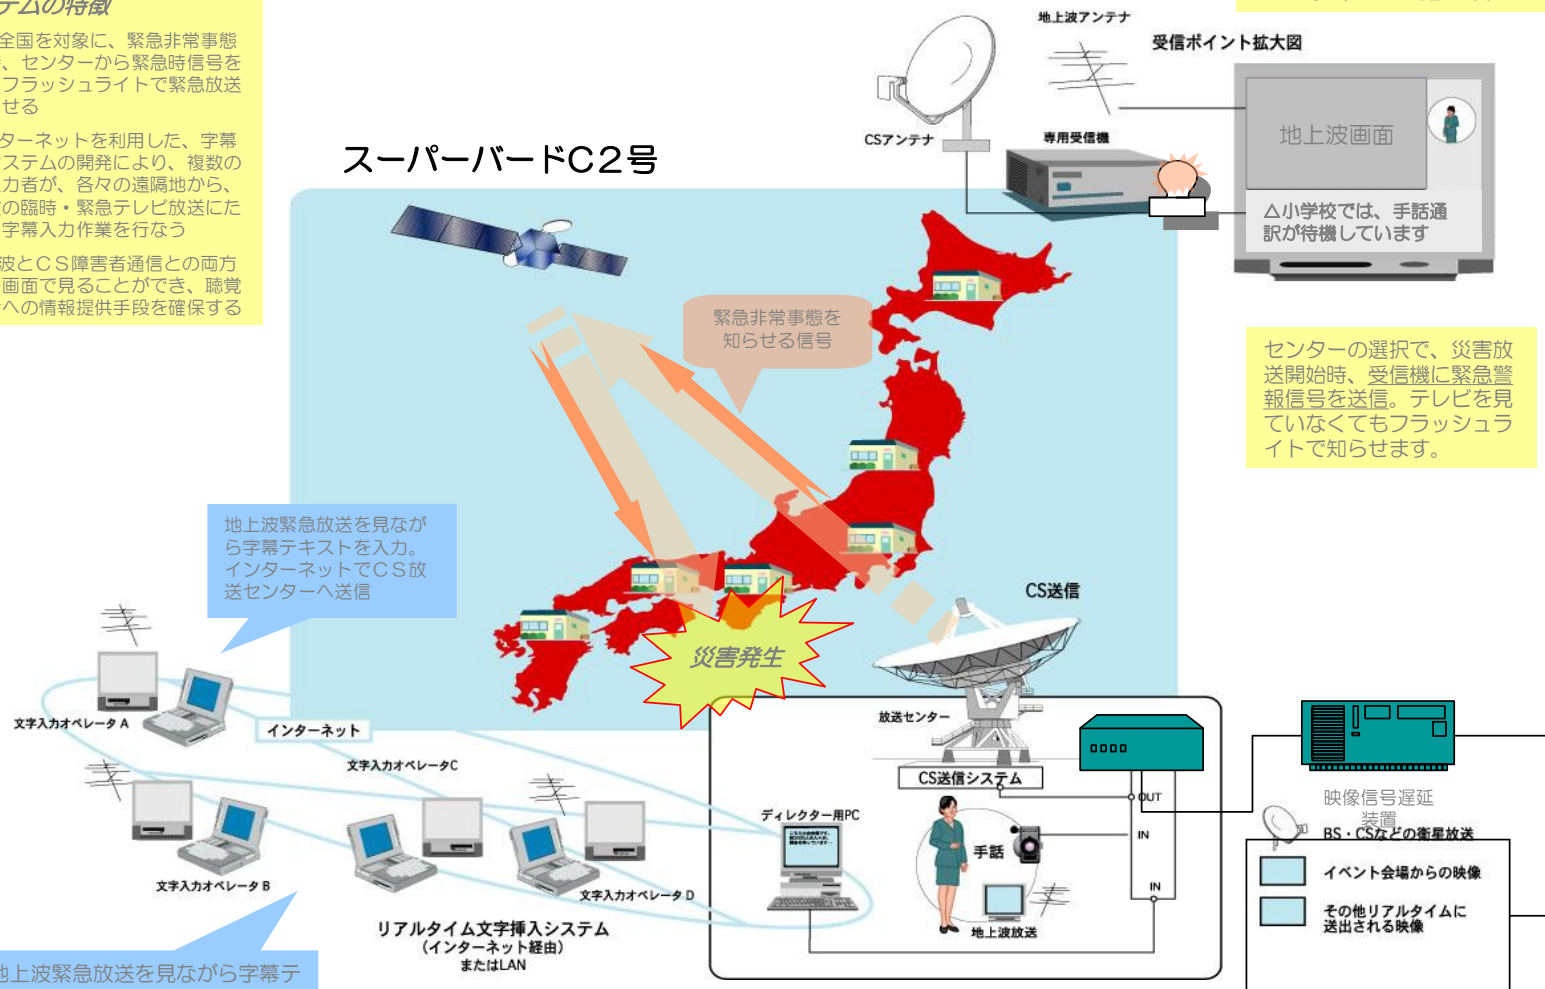 テムの特徴
全国を対象に、緊急非常事態
、センターから緊急時信号を
フラッシュライトで緊急放送
せる
ターネットを利用した、字幕
ステムの開発により、複数の
力者が、各々の遠隔地から、
の臨時・緊急テレビ放送にた
字幕入力作業を行なう
波とＣＳ障害者通信との両方
画面で見ることができ、聴覚
への情報提供手段を確保する
スーパーバードC２号
地上波アンテナ
受信ポイント拡大図
CSアンテナ
専用受信機
地上波画面
△小学校では、手話通
訳が待機しています
緊急非常事態を
知らせる信号
センターの選択で、災害放
送開始時、受信機に緊急警
報信号を送信。テレビを見
ていなくてもフラッシュラ
イトで知らせます。
地上波緊急放送を見なが
ら字幕テキストを入力。
インターネットでＣＳ放
送センターへ送信
災害発生
CS送信
文字入力オペレータ A
インターネット
文字入力オペレータC
文字入力オペレータ B
文字入力オペレータ D
リアルタイム文字挿入システム
（インターネット経由）
またはLAN
ディレクター用PC
放送センター
CS送信システム
OUT
IN
手話
IN
地上波放送
映像信号遅延
装置
BS・CSなどの衛星放送
イベント会場からの映像
その他リアルタイムに
送出される映像
地上波緊急放送を見ながら字幕テ